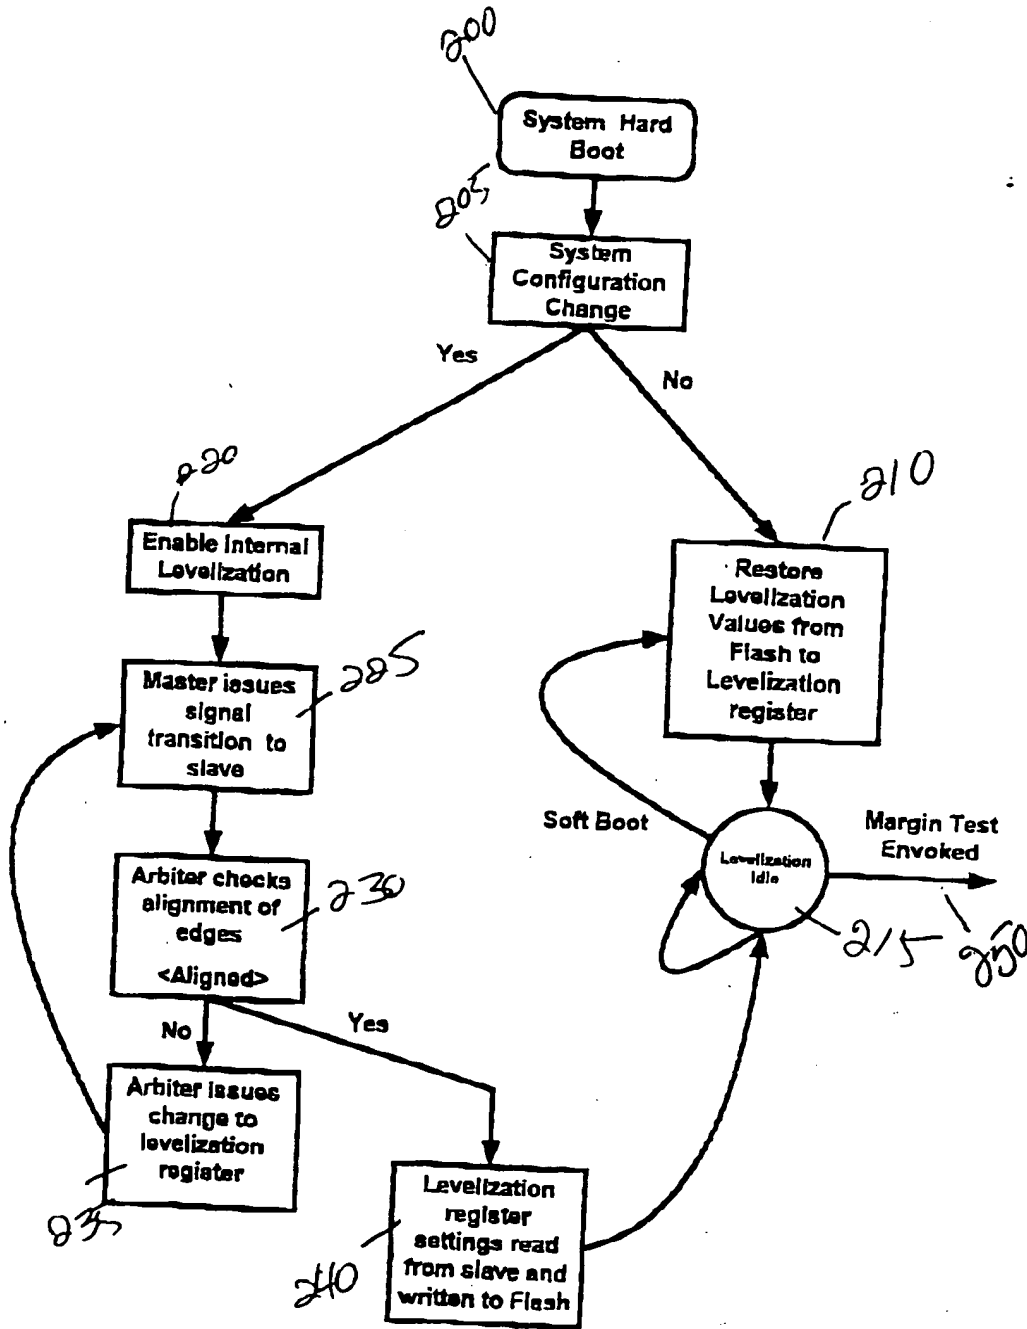 200
System Hard
Boot
205
System
Configuration
Change
Yes
No
220
210
Enable Internal
Levelization
Restore
Levelization
Values from
Flash to
Levelization
register
225
Master issues
signal
transition to
slave
Soft Boot
Margin Test
Envoked
Levelization
Idle
Arbiter checks
alignment of
edges
<Aligned>
230
215
250
No
Yes
Arbiter issues
change to
levelization
register
235
Levelization
register
settings read
from slave and
written to Flash
240